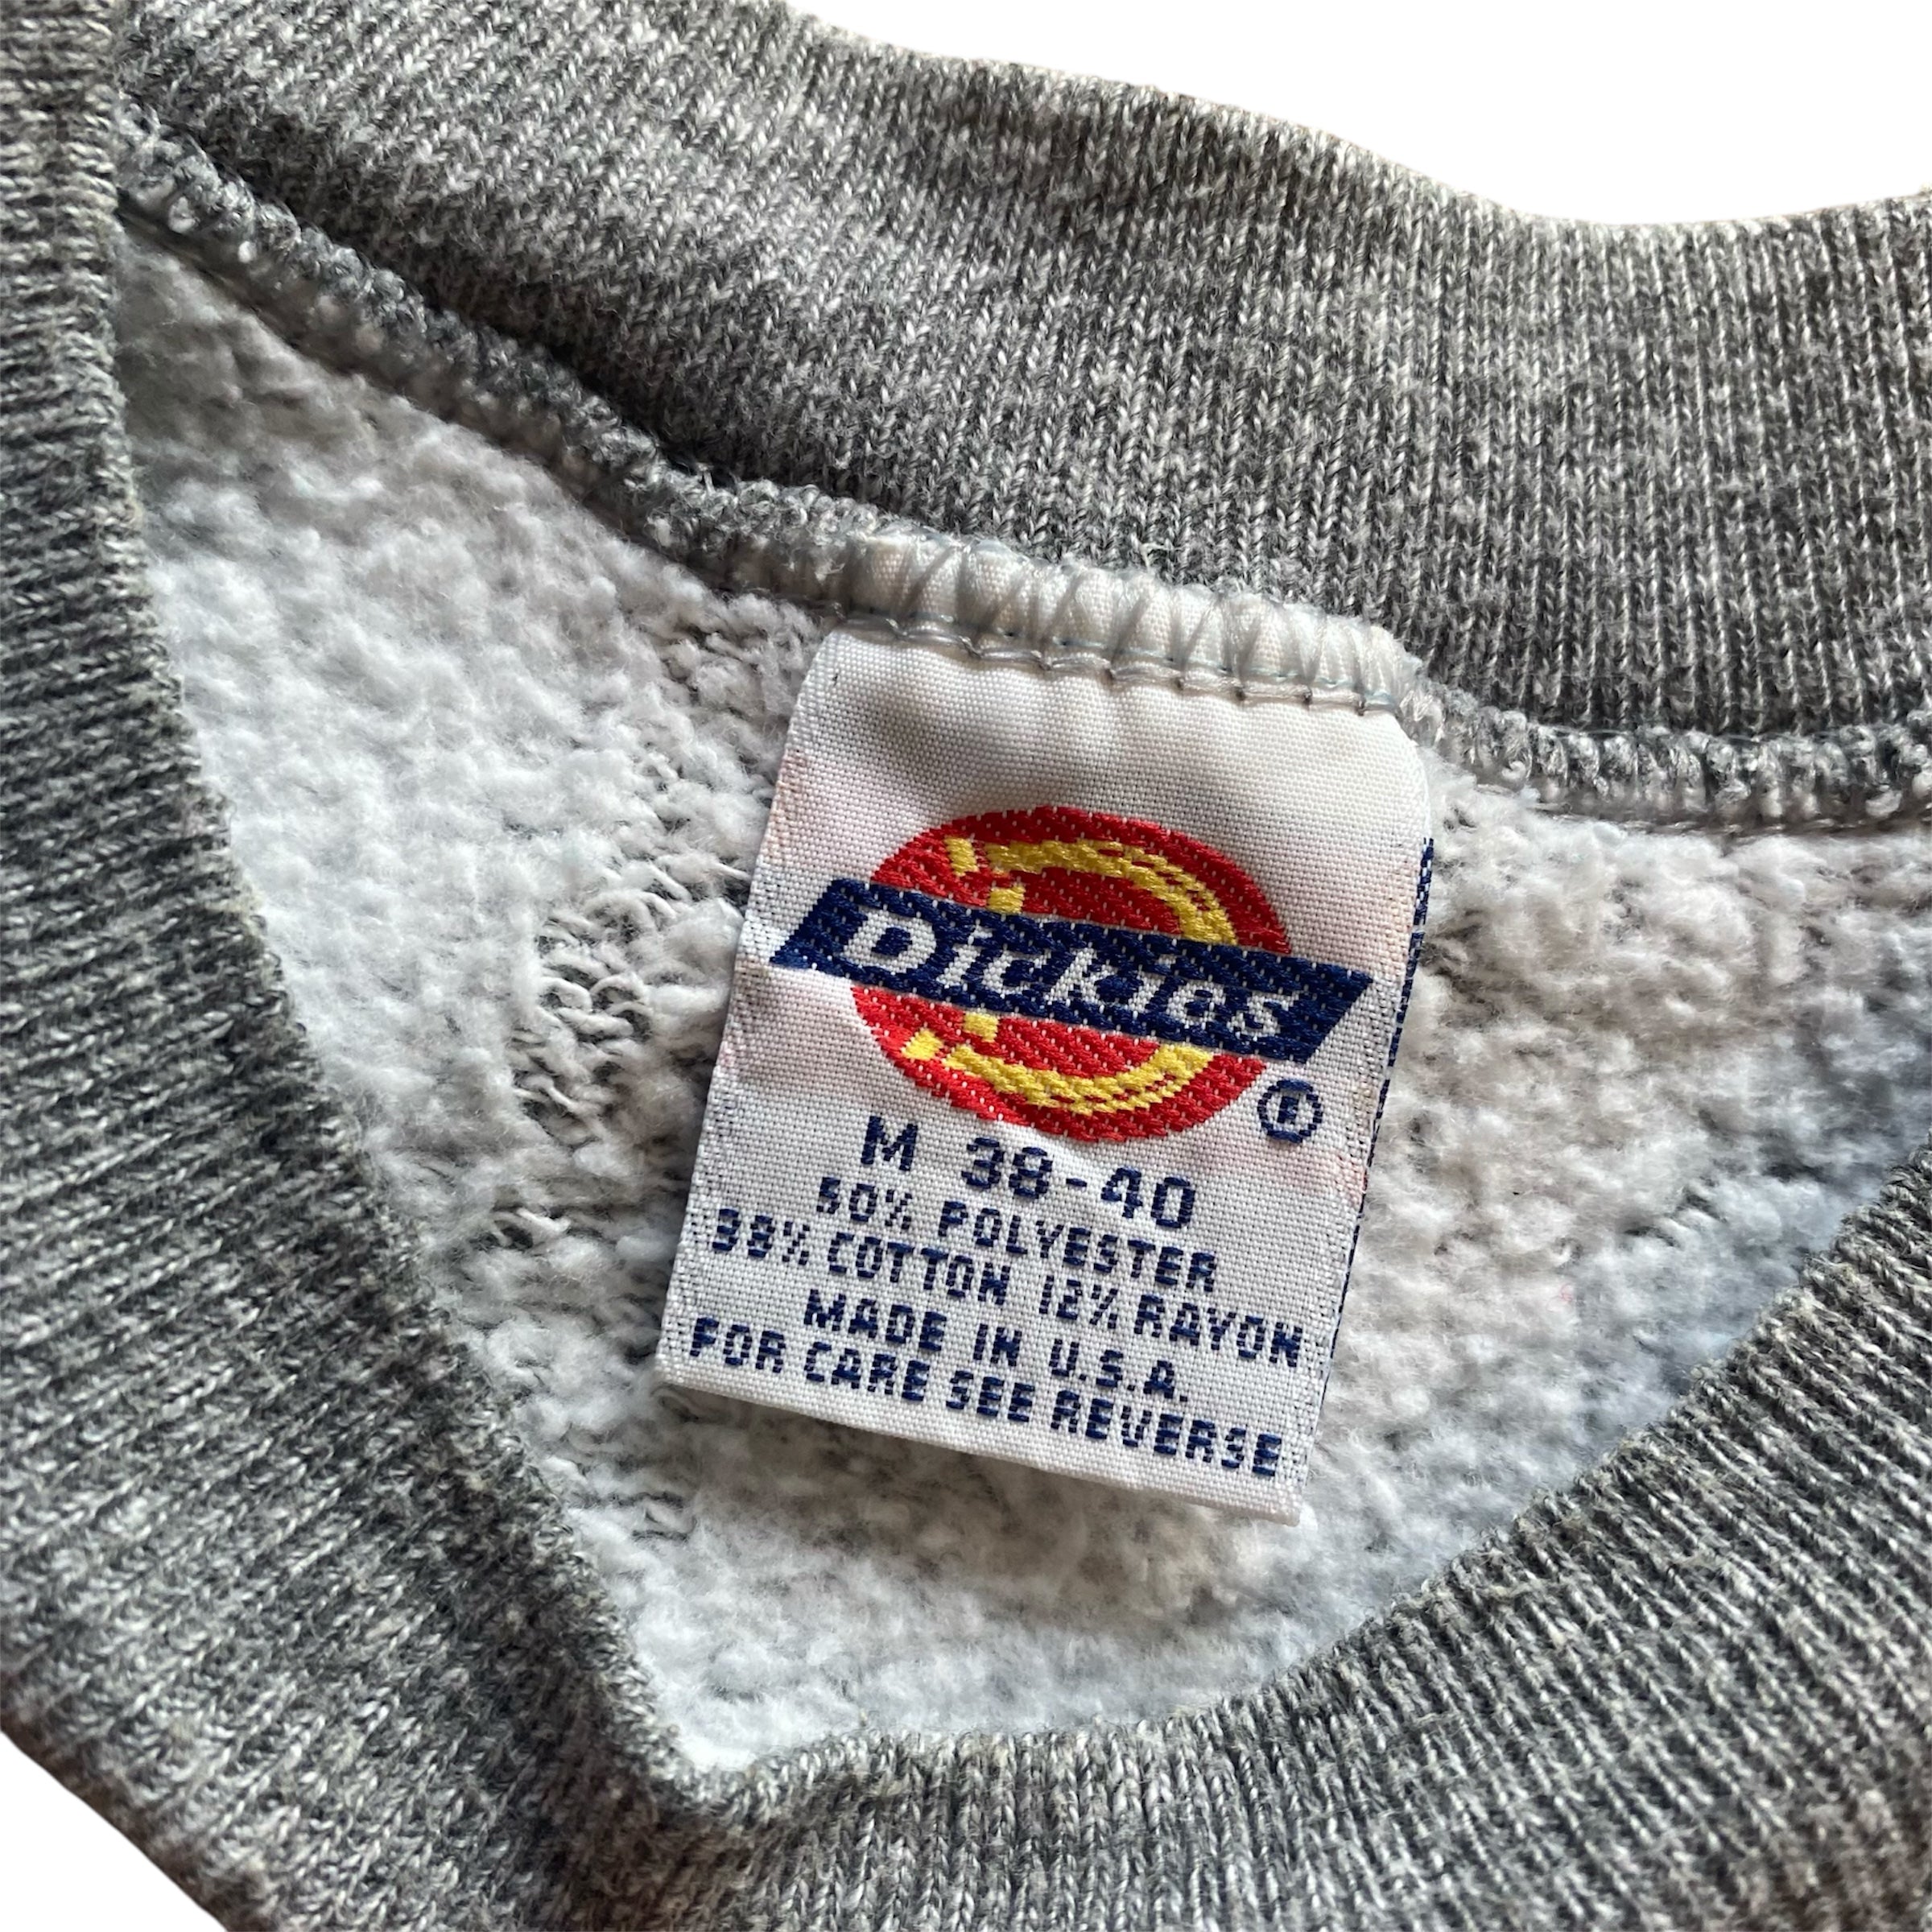 Dickies
®
M 38-40
50% POLYESTER
38% COTTON 12% RAYON
MADE IN U.S.A.
FOR CARE SEE REVERSE